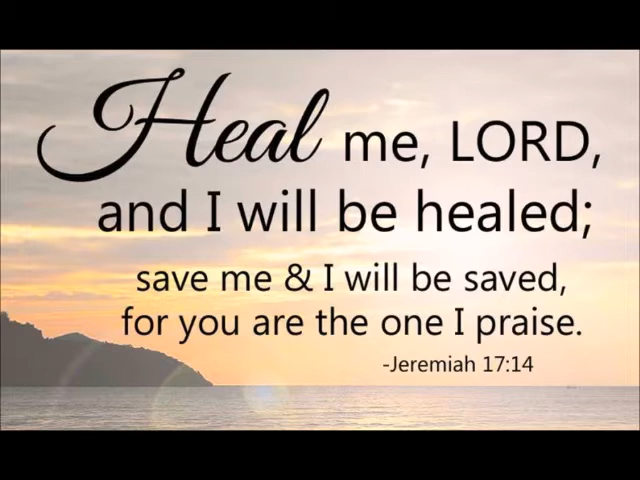 Heal me, LORD,
and I will be healed;
save me & I will be saved,
for you are the one I praise.
-Jeremiah 17:14